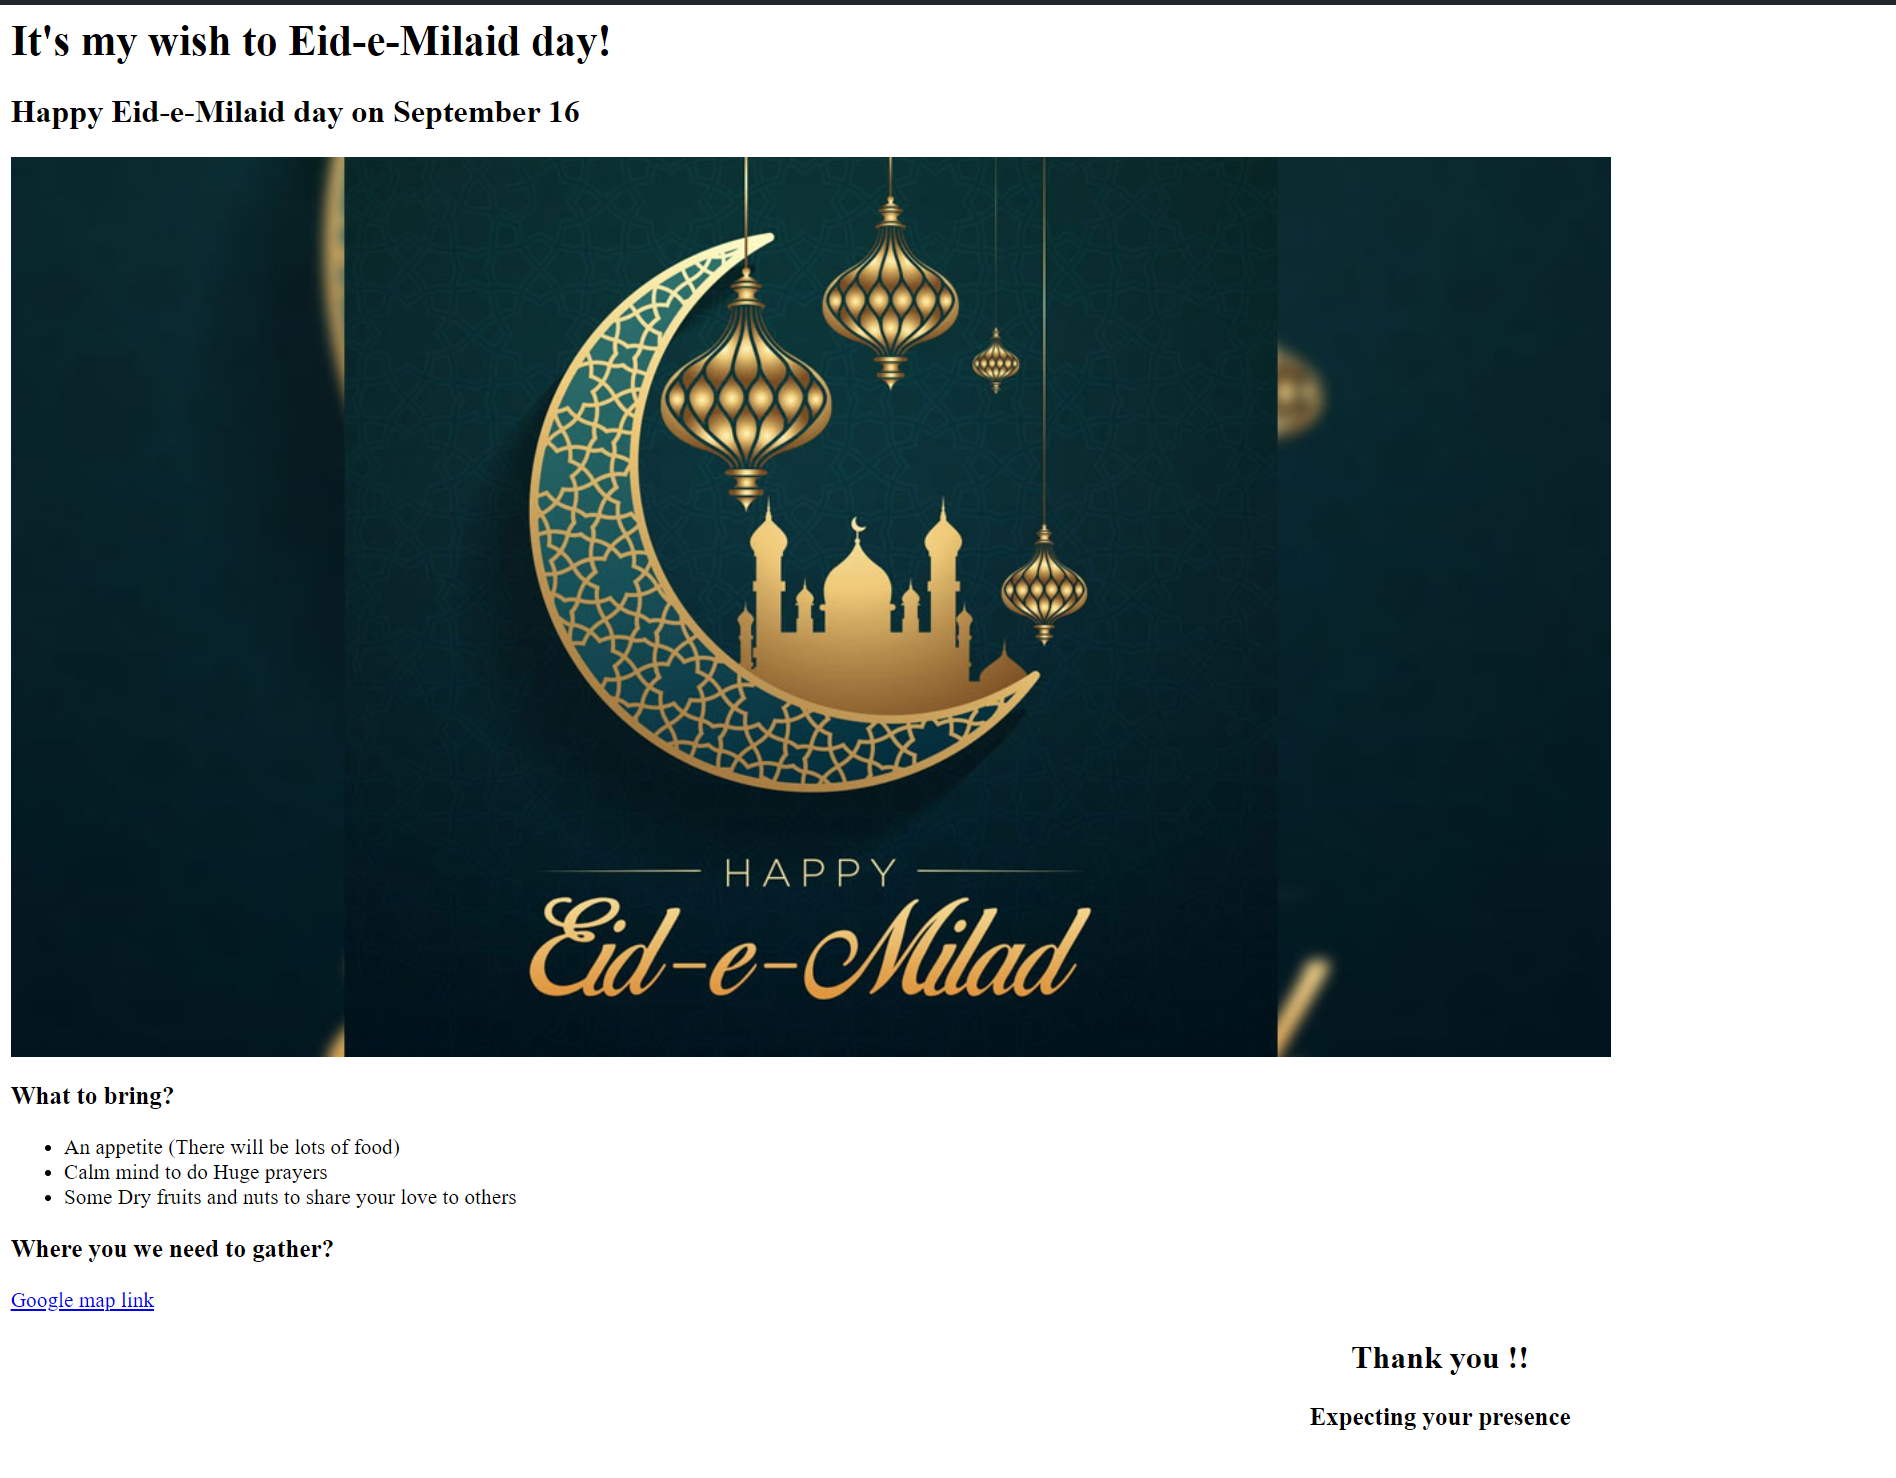 It's my wish to Eid-e-Milaid day!
Happy Eid-e-Milaid day on September 16
HAPPY
Eid-e-Milad
What to bring?
• An appetite (There will be lots of food)
• Calm mind to do Huge prayers
• Some Dry fruits and nuts to share your love to others
Where you we need to gather?
Google map link
Thank you !!
Expecting your presence